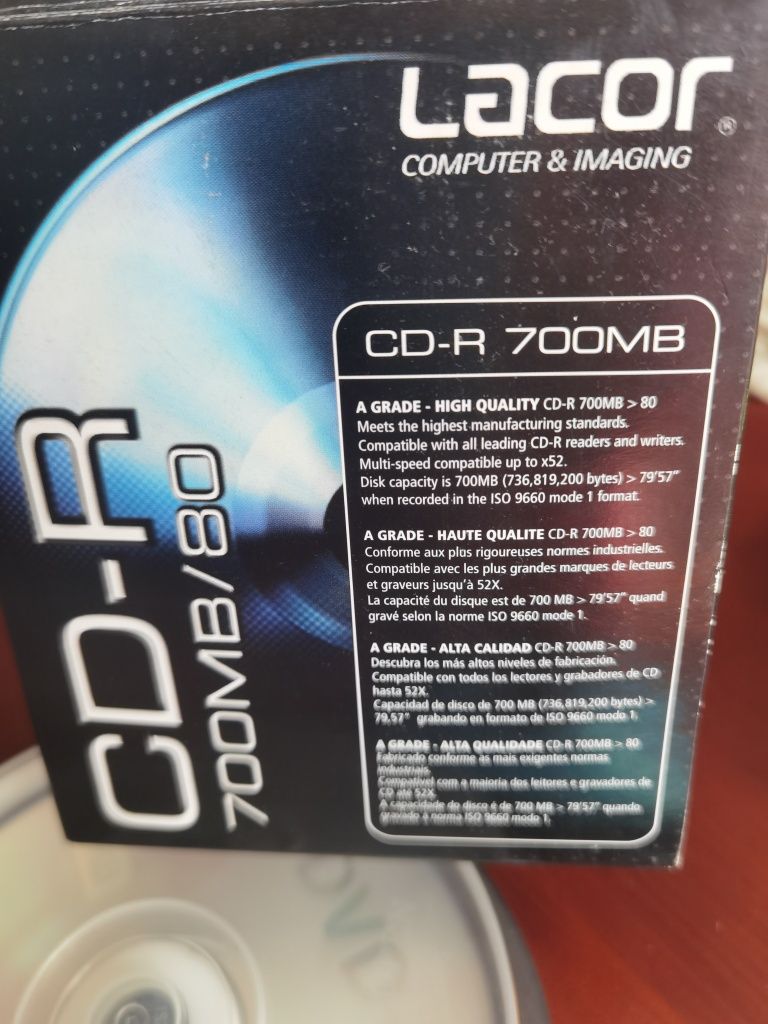 Lacor®
COMPUTER & IMAGING
CD-R
700MB/80
CD-R 700MB
A GRADE - HIGH QUALITY CD-R 700MB > 80
Meets the highest manufacturing standards.
Compatible with all leading CD-R readers and writers.
Multi-speed compatible up to x52.
Disk capacity is 700MB (736,819,200 bytes) > 79'57"
when recorded in the ISO 9660 mode 1 format.
A GRADE - HAUTE QUALITE CD-R 700MB > 80
Conforme aux plus rigoureuses normes industrielles.
Compatible avec les plus grandes marques de lecteurs
et graveurs jusqu'à 52X.
La capacité du disque est de 700 MB > 79'57" quand
gravé selon la norme ISO 9660 mode 1.
A GRADE - ALTA CALIDAD CD-R 700MB > 80
Descubra los más altos niveles de fabricación.
Compatible con todos los lectores y grabadores de CD
hasta 52X.
Capacidad de disco de 700 MB (736,819,200 bytes) >
79,57" grabando en formato de ISO 9660 modo 1.
A GRADE - ALTA QUALIDADE CD-R 700MB > 80
Fabricado conforme as mais exigentes normas
industriais.
Compatível com a maioria dos leitores e gravadores de
CD até 52X.
A capacidade do disco é de 700 MB > 79'57" quando
gravado à norma ISO 9660 mode 1.
DVD